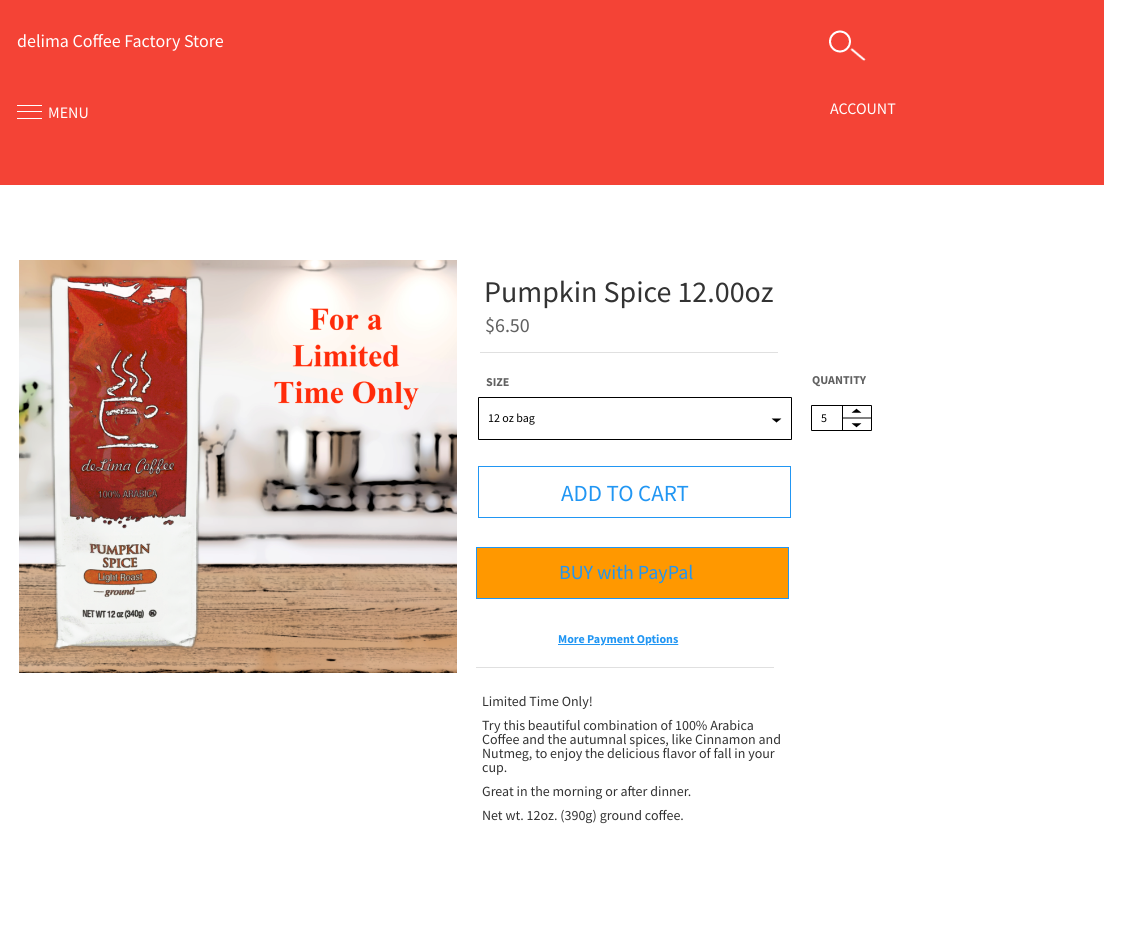 delima Coffee Factory Store
MENU
ACCOUNT
For a
Limited
Time Only
deLima Coffee
100% ARABICA
PUMPKIN
SPICE
Light Roast
ground
NET WT 12 oz (340g)
Pumpkin Spice 12.00oz
$6.50
SIZE
QUANTITY
12 oz bag
5
ADD TO CART
BUY with PayPal
More Payment Options
Limited Time Only!
Try this beautiful combination of 100% Arabica
Coffee and the autumnal spices, like Cinnamon and
Nutmeg, to enjoy the delicious flavor of fall in your
cup.
Great in the morning or after dinner.
Net wt. 12oz. (390g) ground coffee.